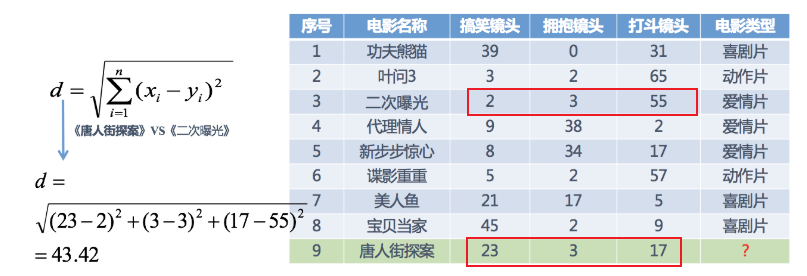 d = √∑(xᵢ − yᵢ)²
n
i=1
《唐人街探案》VS《二次曝光》
d =
√(23−2)² +(3−3)² +(17−55)²
= 43.42
序号 电影名称 搞笑镜头 拥抱镜头 打斗镜头 电影类型
1 功夫熊猫 39 0 31 喜剧片
2 叶问3 3 2 65 动作片
3 二次曝光 2 3 55 爱情片
4 代理情人 9 38 2 爱情片
5 新步步惊心 8 34 17 爱情片
6 谍影重重 5 2 57 动作片
7 美人鱼 21 17 5 喜剧片
8 宝贝当家 45 2 9 喜剧片
9 唐人街探案 23 3 17 ?